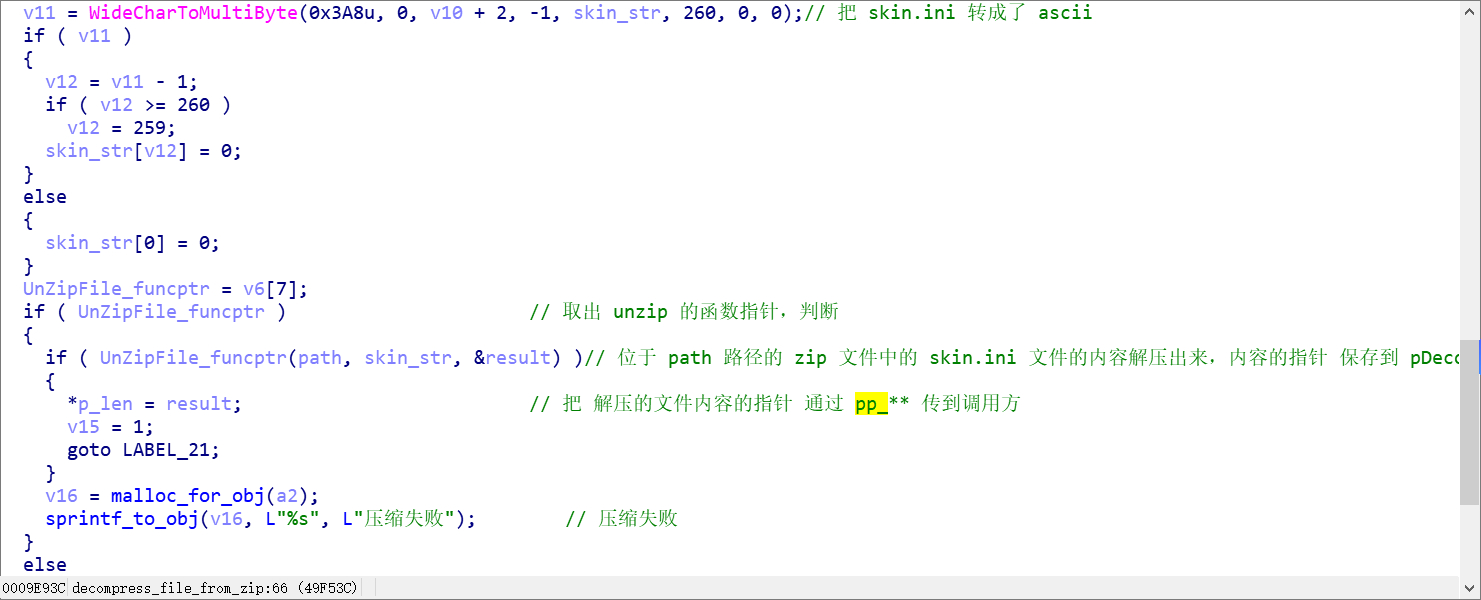 v11 = WideCharToMultiByte(0x3A8u, 0, v10 + 2, -1, skin_str, 260, 0, 0);// 把 skin.ini 转成了 ascii
if ( v11 )
{
v12 = v11 - 1;
if ( v12 >= 260 )
v12 = 259;
skin_str[v12] = 0;
}
else
{
skin_str[0] = 0;
}
UnZipFile_funcptr = v6[7];
if ( UnZipFile_funcptr ) // 取出 unzip 的函数指针，判断
{
if ( UnZipFile_funcptr(path, skin_str, &result) )// 位于 path 路径的 zip 文件中的 skin.ini 文件的内容解压出来，内容的指针 保存到 pDeco
{
*p_len = result; // 把 解压的文件内容的指针 通过 pp_** 传到调用方
v15 = 1;
goto LABEL_21;
}
v16 = malloc_for_obj(a2);
sprintf_to_obj(v16, L"%s", L"压缩失败"); // 压缩失败
}
else
0009E93C decompress_file_from_zip:66 (49F53C)